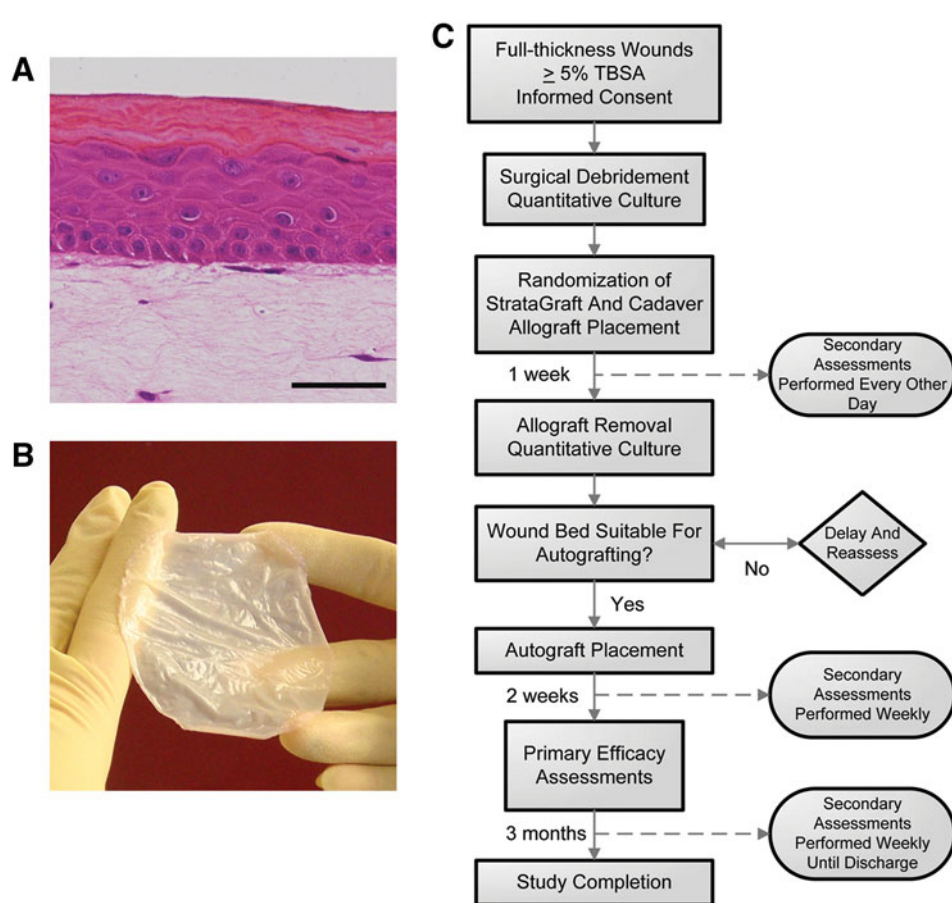 A
B
C
Full-thickness Wounds
≥ 5% TBSA
Informed Consent
Surgical Debridement
Quantitative Culture
Randomization of
StrataGraft And Cadaver
Allograft Placement
1 week
Secondary
Assessments
Performed Every Other
Day
Allograft Removal
Quantitative Culture
Wound Bed Suitable For
Autografting?
Delay And
Reassess
No
Yes
Autograft Placement
2 weeks
Secondary
Assessments
Performed Weekly
Primary Efficacy
Assessments
3 months
Secondary
Assessments
Performed Weekly
Until Discharge
Study Completion